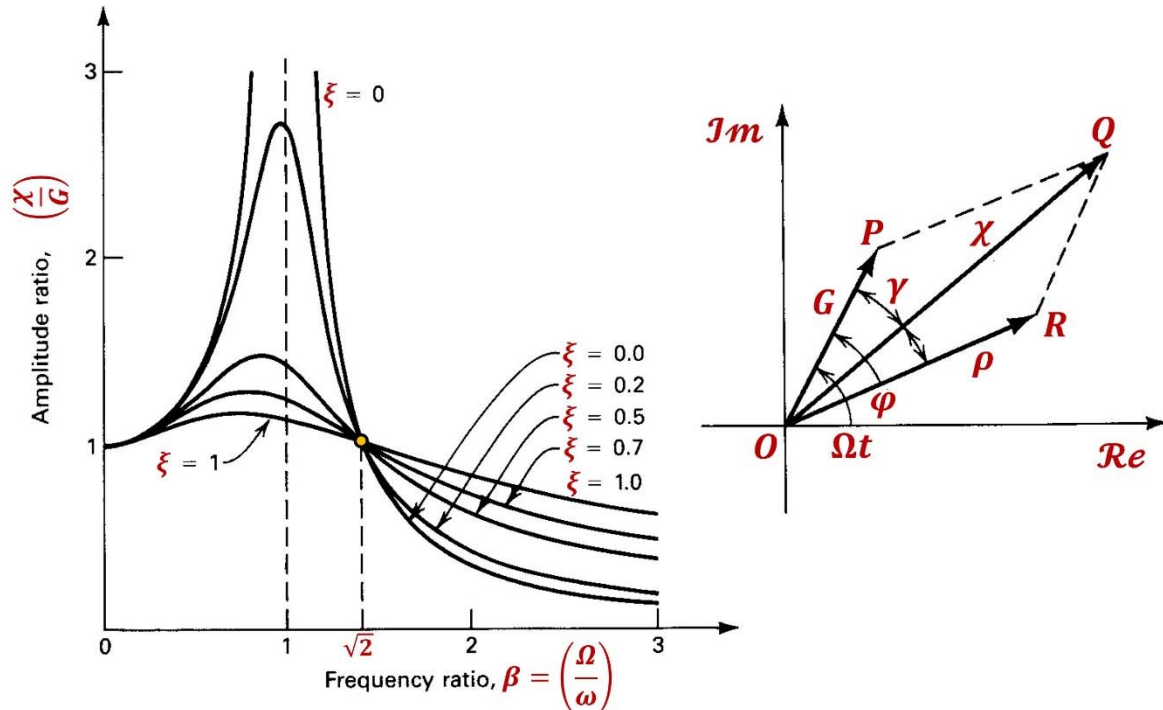 3
ξ = 0
2
Amplitude ratio, (χ/G)
1
ξ = 1
ξ = 0.0
ξ = 0.2
ξ = 0.5
ξ = 0.7
ξ = 1.0
0
1
√2
2
3
Frequency ratio, β = (Ω/ω)
Im
Q
P
χ
G
γ
R
ρ
φ
O
Ωt
Re